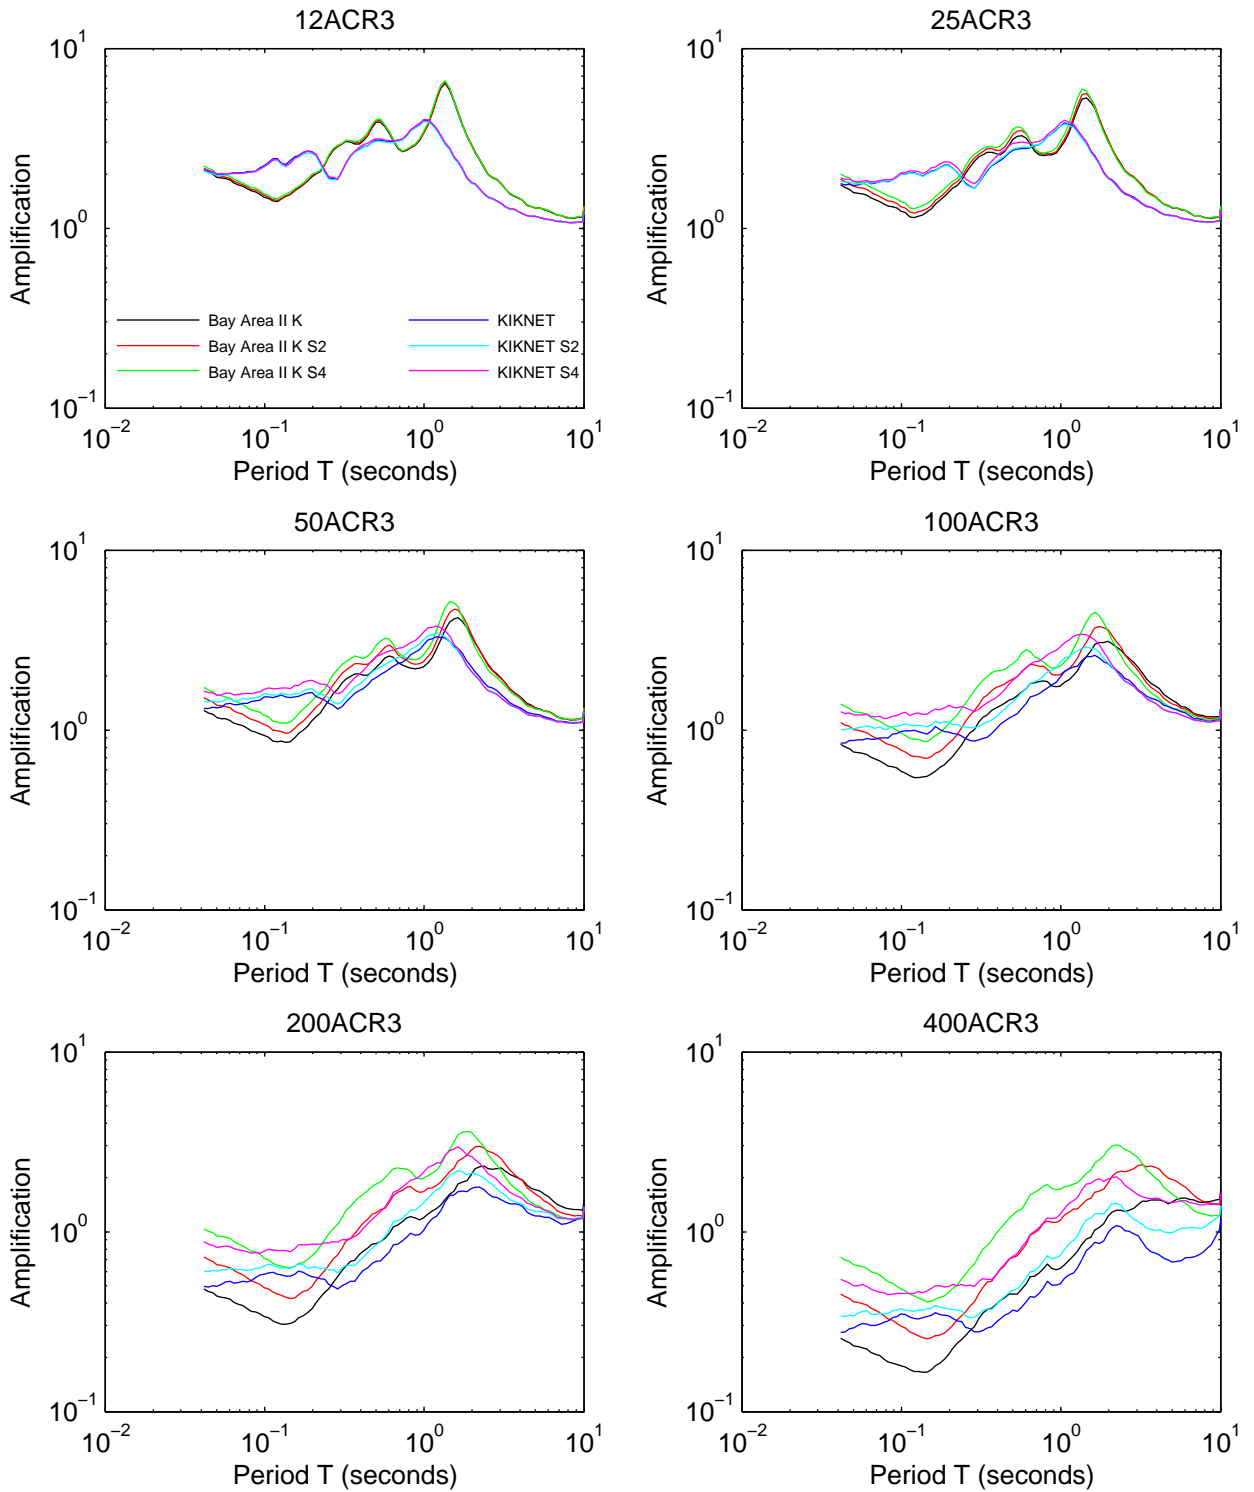 12ACR3
10^1
10^0
10^−1
Amplification
Bay Area II K
Bay Area II K S2
Bay Area II K S4
KIKNET
KIKNET S2
KIKNET S4
10^−2 10^−1 10^0 10^1
Period T (seconds)
25ACR3
10^1
10^0
10^−1
Amplification
10^−2 10^−1 10^0 10^1
Period T (seconds)
50ACR3
10^1
10^0
10^−1
Amplification
10^−2 10^−1 10^0 10^1
Period T (seconds)
100ACR3
10^1
10^0
10^−1
Amplification
10^−2 10^−1 10^0 10^1
Period T (seconds)
200ACR3
10^1
10^0
10^−1
Amplification
10^−2 10^−1 10^0 10^1
Period T (seconds)
400ACR3
10^1
10^0
10^−1
Amplification
10^−2 10^−1 10^0 10^1
Period T (seconds)